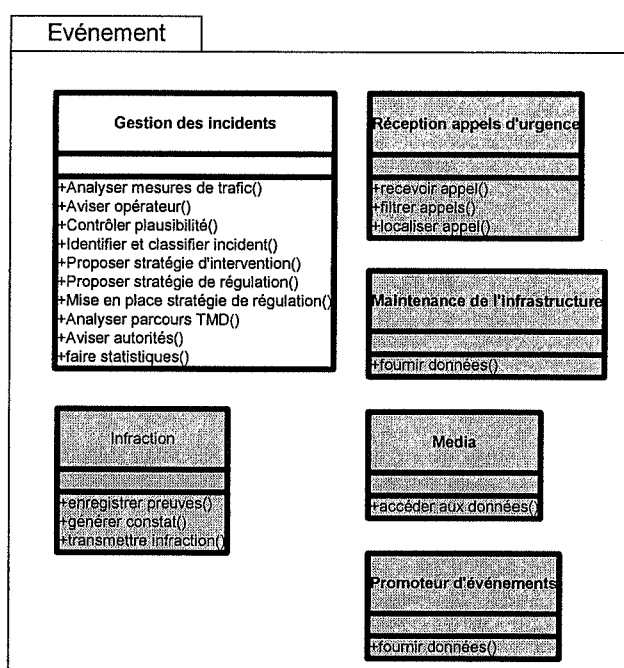 Evénement
Gestion des incidents
+Analyser mesures de trafic()
+Aviser opérateur()
+Contrôler plausibilité()
+Identifier et classifier incident()
+Proposer stratégie d'intervention()
+Proposer stratégie de régulation()
+Mise en place stratégie de régulation()
+Analyser parcours TMD()
+Aviser autorités()
+faire statistiques()
Réception appels d'urgence
+recevoir appel()
+filtrer appels()
+localiser appel()
Maintenance de l'infrastructure
+fournir données()
Infraction
+enregistrer preuves()
+générer constat()
+transmettre infraction()
Media
+accéder aux données()
Promoteur d'événements
+fournir données()